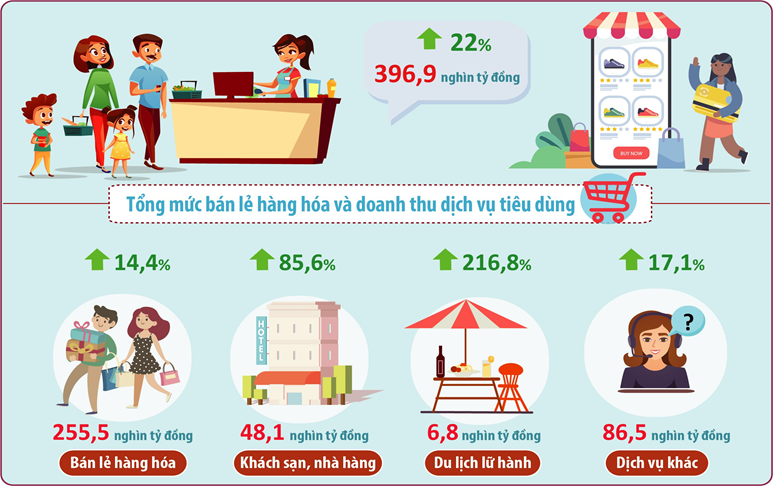 22%
396,9 nghìn tỷ đồng
BUY NOW
Tổng mức bán lẻ hàng hóa và doanh thu dịch vụ tiêu dùng
14,4%
85,6%
216,8%
17,1%
HOTEL
?
255,5 nghìn tỷ đồng
48,1 nghìn tỷ đồng
6,8 nghìn tỷ đồng
86,5 nghìn tỷ đồng
Bán lẻ hàng hóa
Khách sạn, nhà hàng
Du lịch lữ hành
Dịch vụ khác